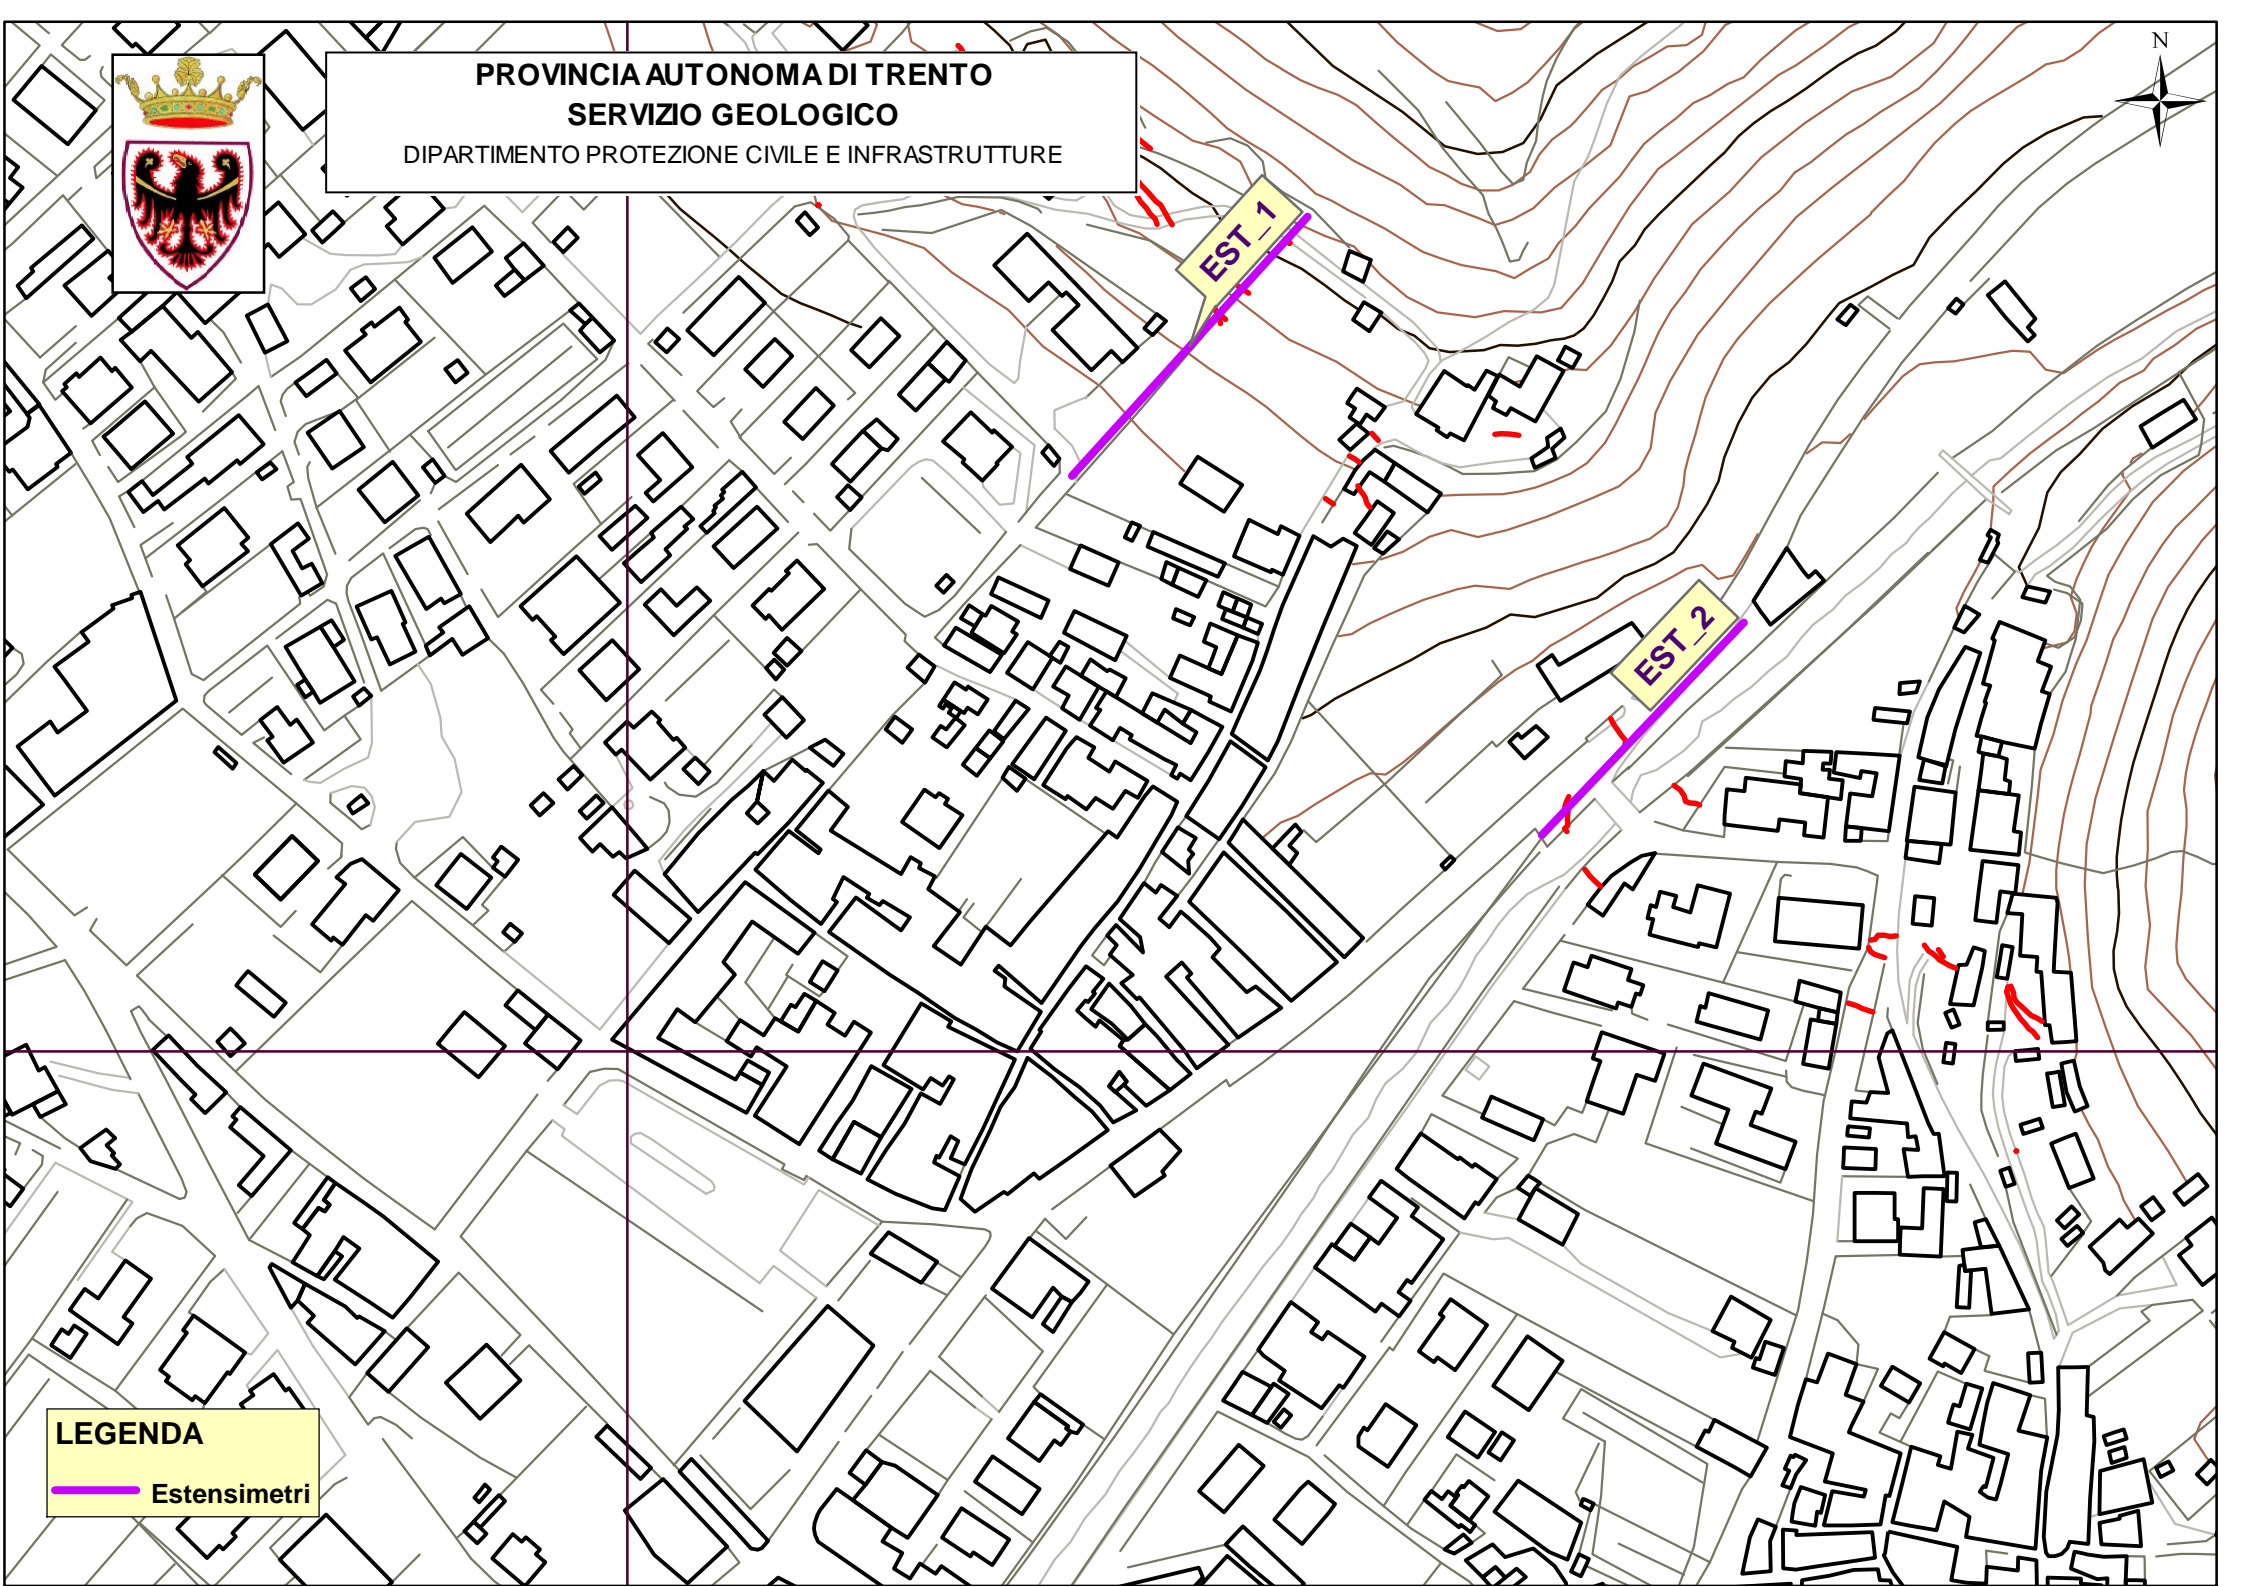 PROVINCIA AUTONOMA DI TRENTO
SERVIZIO GEOLOGICO
DIPARTIMENTO PROTEZIONE CIVILE E INFRASTRUTTURE
N
EST_1
EST_2
LEGENDA
Estensimetri